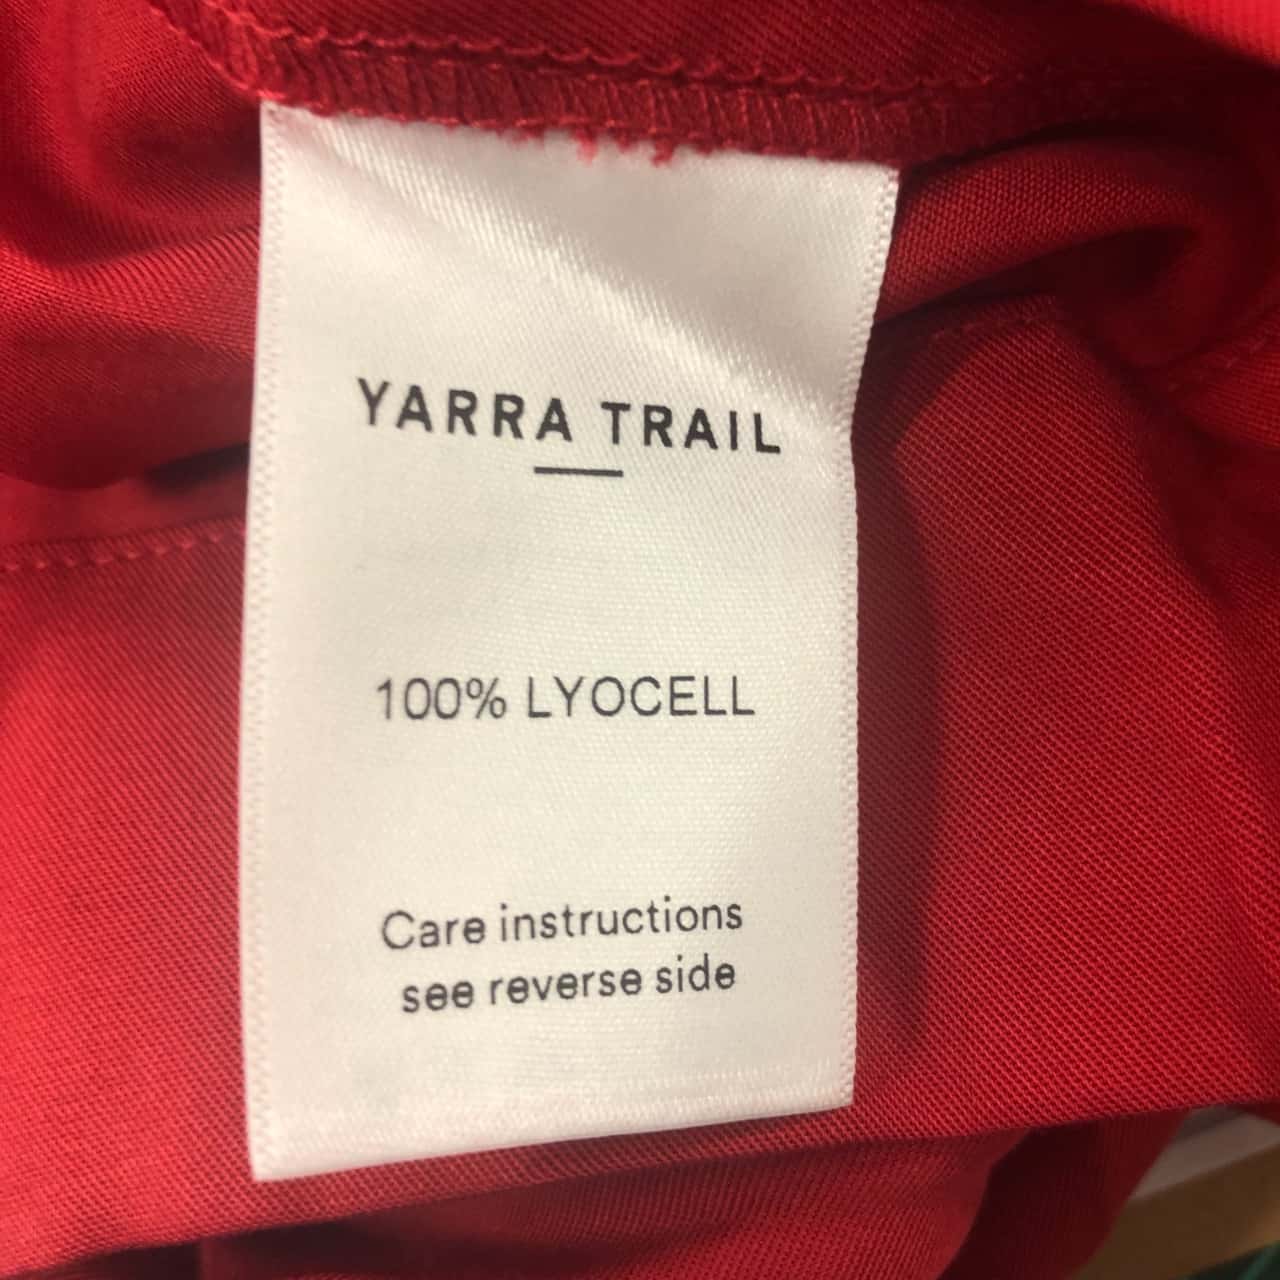 YARRA TRAIL
100% LYOCELL
Care instructions
see reverse side